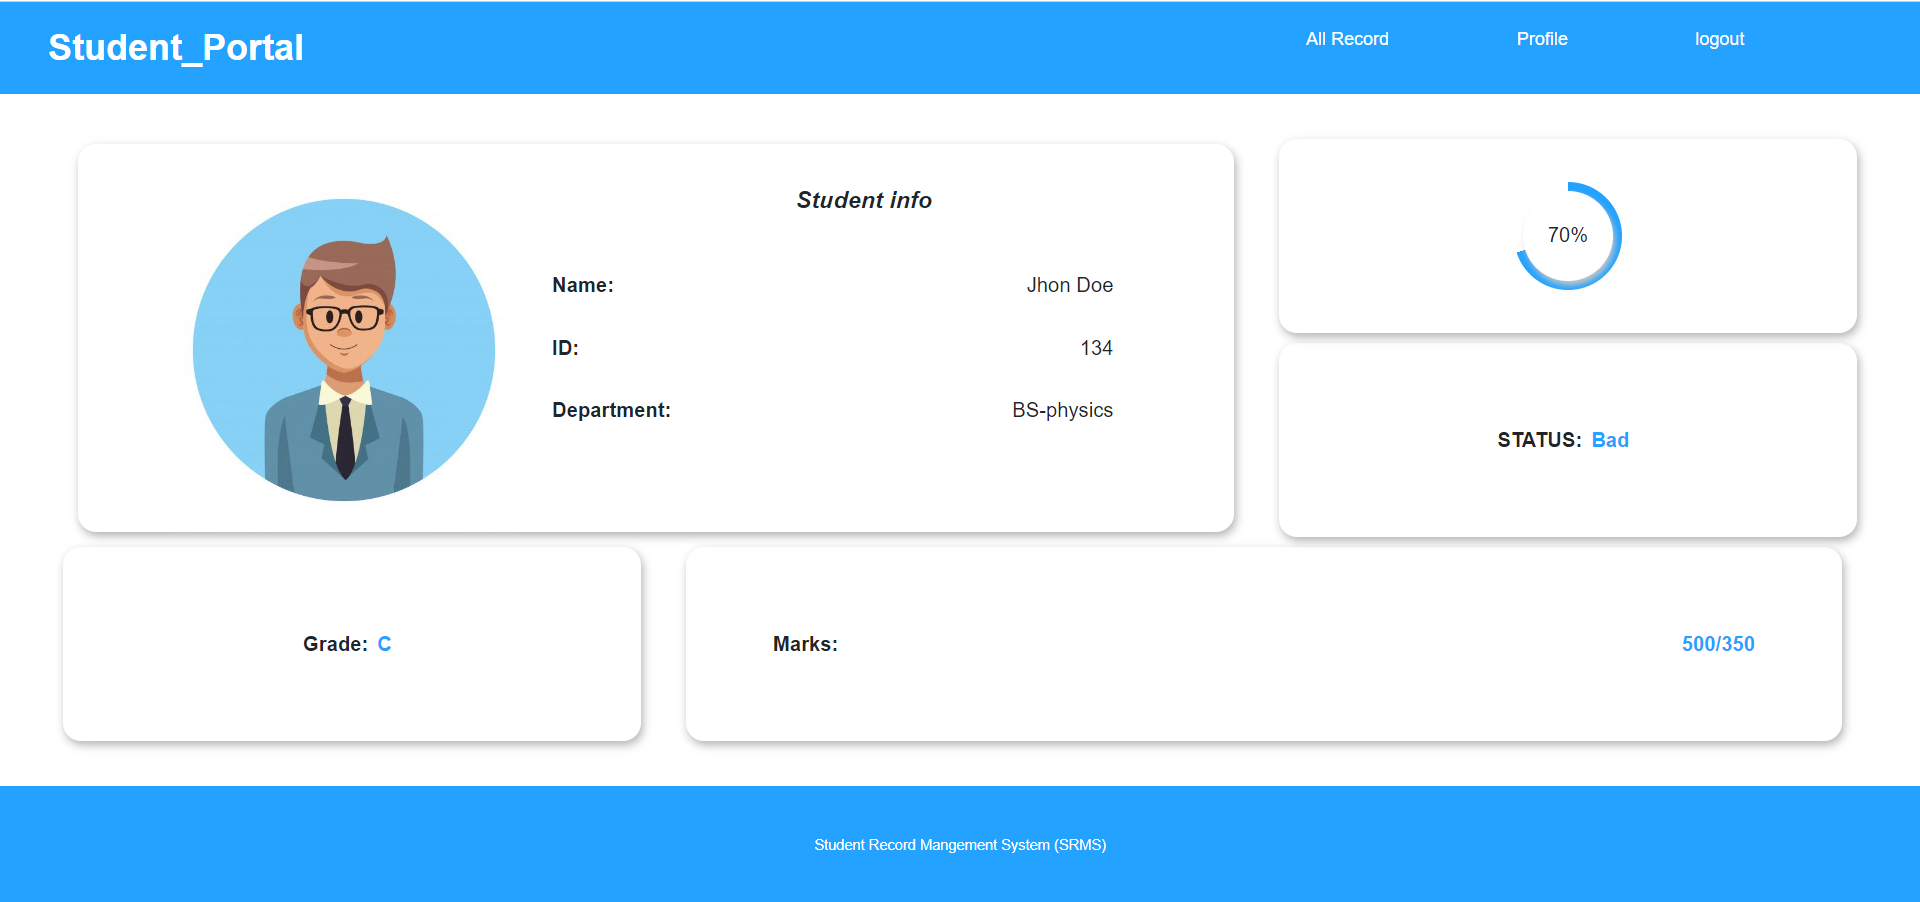 Student_Portal
All Record
Profile
logout
Student info
Name: Jhon Doe
ID: 134
Department: BS-physics
70%
STATUS: Bad
Grade: C
Marks: 500/350
Student Record Mangement System (SRMS)